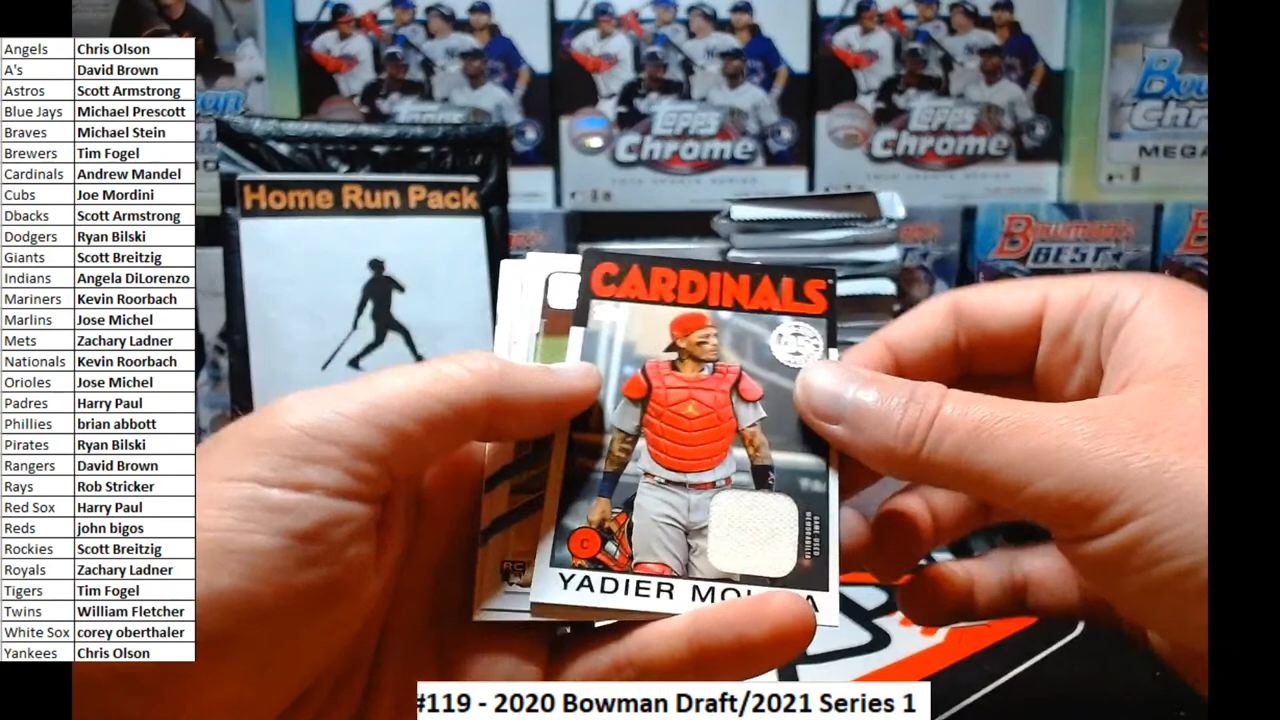 Angels Chris Olson
A's David Brown
Astros Scott Armstrong
Blue Jays Michael Prescott
Braves Michael Stein
Brewers Tim Fogel
Cardinals Andrew Mandel
Cubs Joe Mordini
Dbacks Scott Armstrong
Dodgers Ryan Bilski
Giants Scott Breitzig
Indians Angela DiLorenzo
Mariners Kevin Roorbach
Marlins Jose Michel
Mets Zachary Ladner
Nationals Kevin Roorbach
Orioles Jose Michel
Padres Harry Paul
Phillies brian abbott
Pirates Ryan Bilski
Rangers David Brown
Rays Rob Stricker
Red Sox Harry Paul
Reds john bigos
Rockies Scott Breitzig
Royals Zachary Ladner
Tigers Tim Fogel
Twins William Fletcher
White Sox corey oberthaler
Yankees Chris Olson
Topps Chrome
Topps Chrome
MEGA
Home Run Pack
BOWMAN'S BEST
CARDINALS
GAME-USED
MEMORABILIA
RC
YADIER
#119 - 2020 Bowman Draft/2021 Series 1